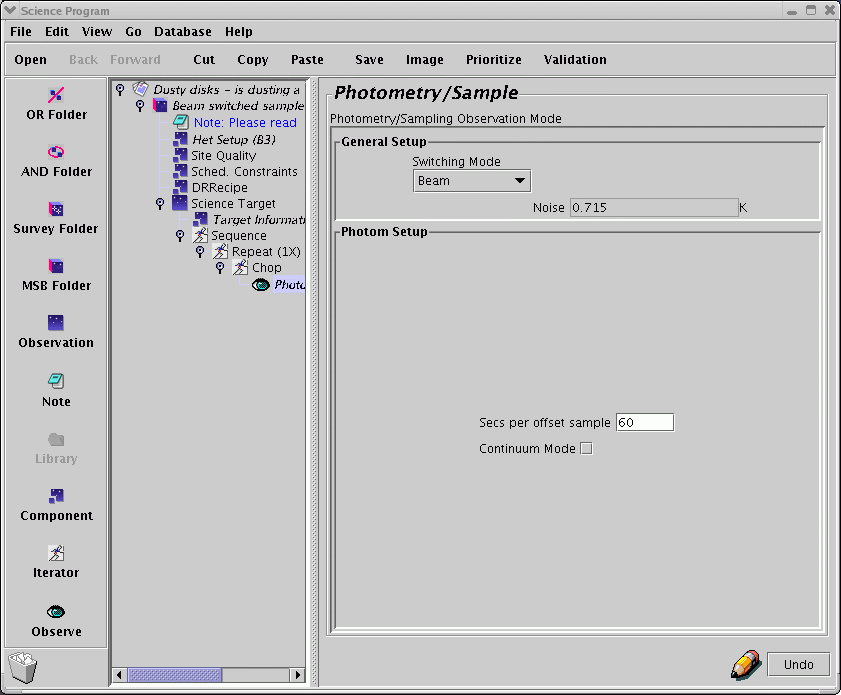 Science Program
File Edit View Go Database Help
Open Back Forward Cut Copy Paste Save Image Prioritize Validation
OR Folder
AND Folder
Survey Folder
MSB Folder
Observation
Note
Library
Component
Iterator
Observe
Dusty disks - is dusting a
Beam switched sample
Note: Please read
Het Setup (B3)
Site Quality
Sched. Constraints
DRRecipe
Science Target
Target Informati
Sequence
Repeat (1X)
Chop
Photo
Photometry/Sample
Photometry/Sampling Observation Mode
General Setup
Switching Mode
Beam
Noise 0.715 K
Photom Setup
Secs per offset sample 60
Continuum Mode
Undo